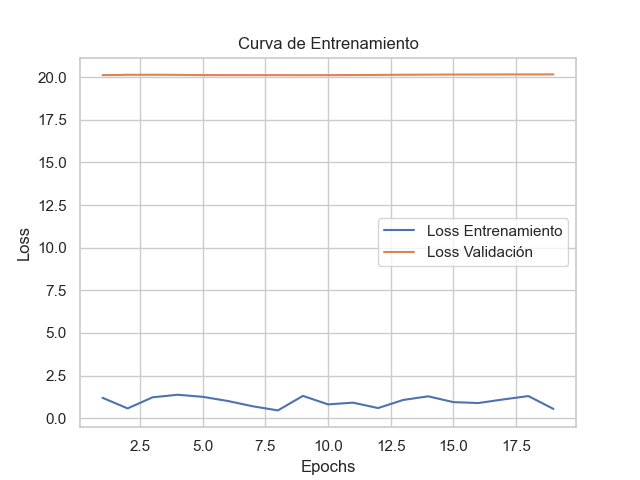 Curva de Entrenamiento
20.0
17.5
15.0
12.5
10.0
7.5
5.0
2.5
0.0
Loss
Loss Entrenamiento
Loss Validación
2.5 5.0 7.5 10.0 12.5 15.0 17.5
Epochs